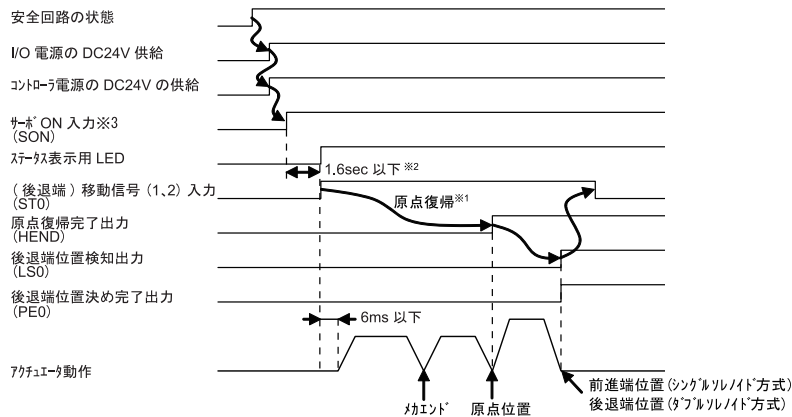 安全回路の状態
I/O 電源の DC24V 供給
ｺﾝﾄﾛｰﾗ電源の DC24V の供給
ｻｰﾎﾞON 入力※3
(SON)
ｽﾃｰﾀｽ表示用 LED
1.6sec 以下 ※2
( 後退端 ) 移動信号 (1、2) 入力
(ST0)
原点復帰※1
原点復帰完了出力
(HEND)
後退端位置検知出力
(LS0)
後退端位置決め完了出力
(PE0)
6ms 以下
ｱｸﾁｭｴｰﾀ動作
前進端位置 (ｼﾝｸﾞﾙｿﾚﾉｲﾄﾞ方式)
後退端位置 (ﾀﾞﾌﾞﾙｿﾚﾉｲﾄﾞ方式)
ﾒｶｴﾝﾄﾞ 原点位置